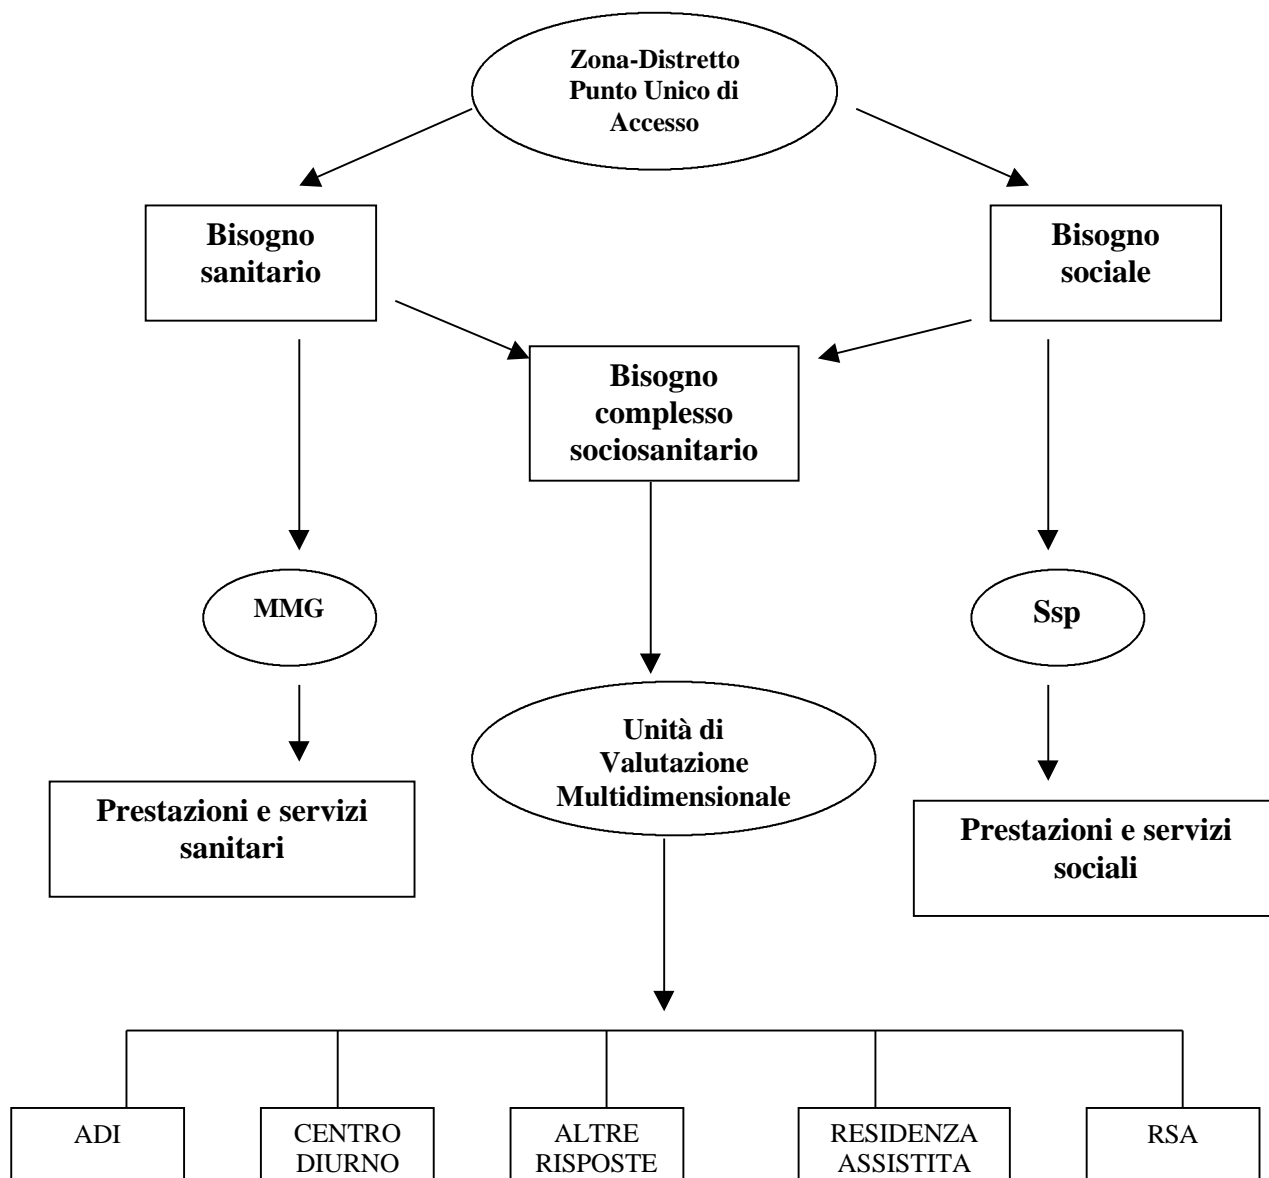 Zona-Distretto
Punto Unico di
Accesso
Bisogno
sanitario
Bisogno
sociale
Bisogno
complesso
sociosanitario
MMG
Ssp
Unità di
Valutazione
Multidimensionale
Prestazioni e servizi
sanitari
Prestazioni e servizi
sociali
ADI
CENTRO
DIURNO
ALTRE
RISPOSTE
RESIDENZA
ASSISTITA
RSA